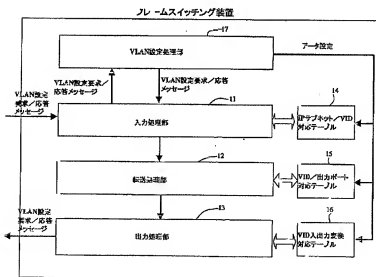 フレームスイッチング装置
17
VLAN設定処理部
データ設定
VLAN設定要求/応答
メッセージ
VLAN設定要求/応答
メッセージ
VLAN設定
要求/応答
メッセージ
11
入力処理部
14
IPサブネット/VID
対応テーブル
12
転送処理部
15
VID/出力ポート
対応テーブル
VLAN設定
要求/応答
メッセージ
13
出力処理部
16
VID入出力変換
対応テーブル